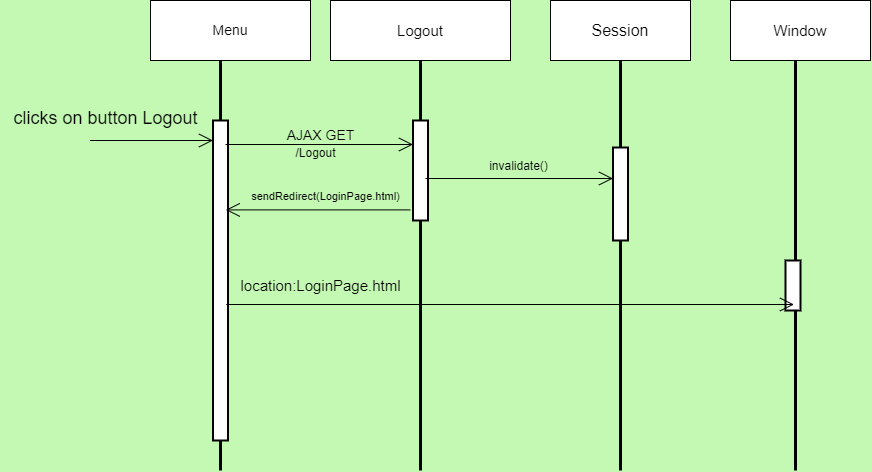 Menu
Logout
Session
Window
clicks on button Logout
AJAX GET
/Logout
invalidate()
sendRedirect(LoginPage.html)
location:LoginPage.html